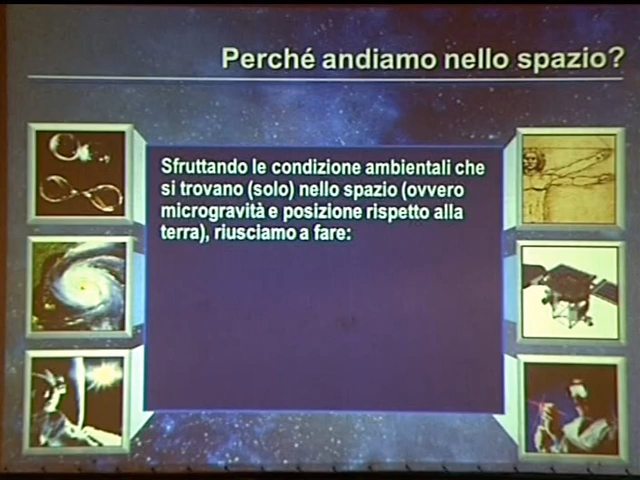 Perché andiamo nello spazio?
Sfruttando le condizione ambientali che
si trovano (solo) nello spazio (ovvero
microgravità e posizione rispetto alla
terra), riusciamo a fare: